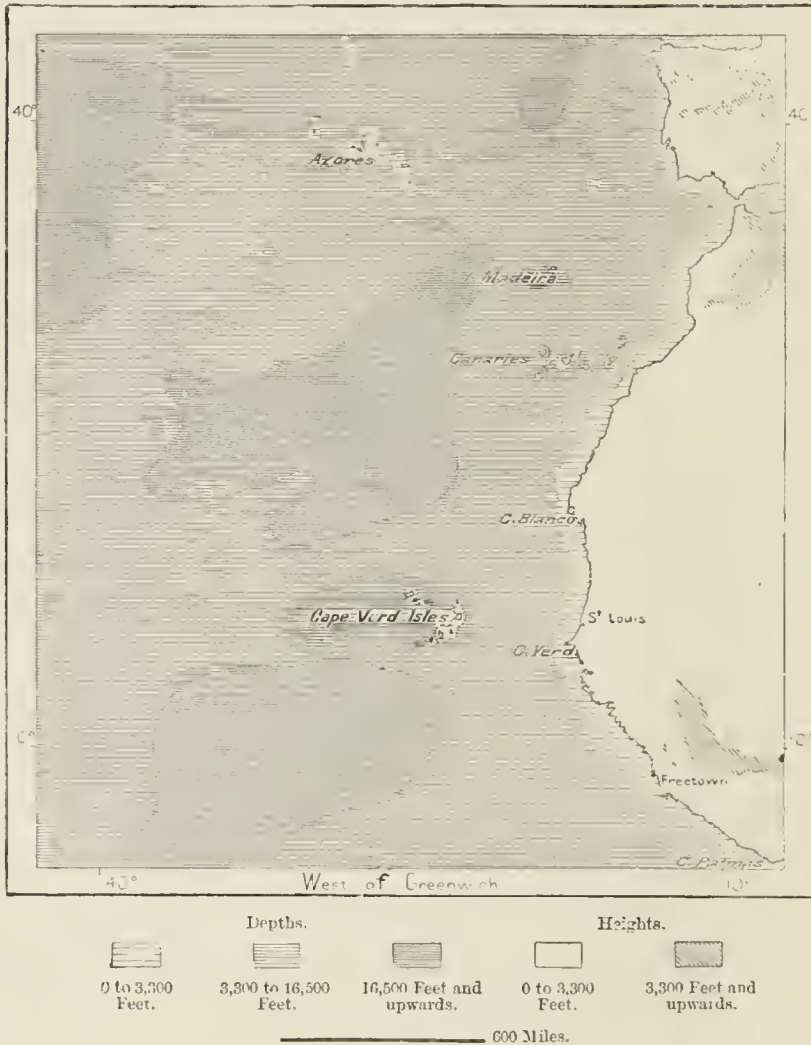 40° 40
Azores
Madeira
Canaries
C. Blanco
Cape Verd Isles
St Louis
C. Verd
Freetown
C. Palmas
40° West of Greenwich 10°
Depths. Heights.
0 to 3,300 Feet.
3,300 to 16,500 Feet.
16,500 Feet and upwards.
0 to 3,300 Feet.
3,300 Feet and upwards.
600 Miles.